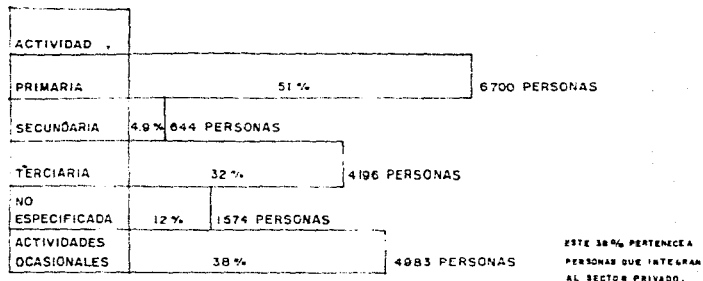 ACTIVIDAD
PRIMARIA 51 % 6700 PERSONAS
SECUNDARIA 4.9 % 644 PERSONAS
TERCIARIA 32 % 4196 PERSONAS
NO
ESPECIFICADA 12 % 1574 PERSONAS
ACTIVIDADES
OCASIONALES 38 % 4983 PERSONAS
ESTE 38 % PERTENECE A
PERSONAS QUE INTEGRAN
AL SECTOR PRIVADO.